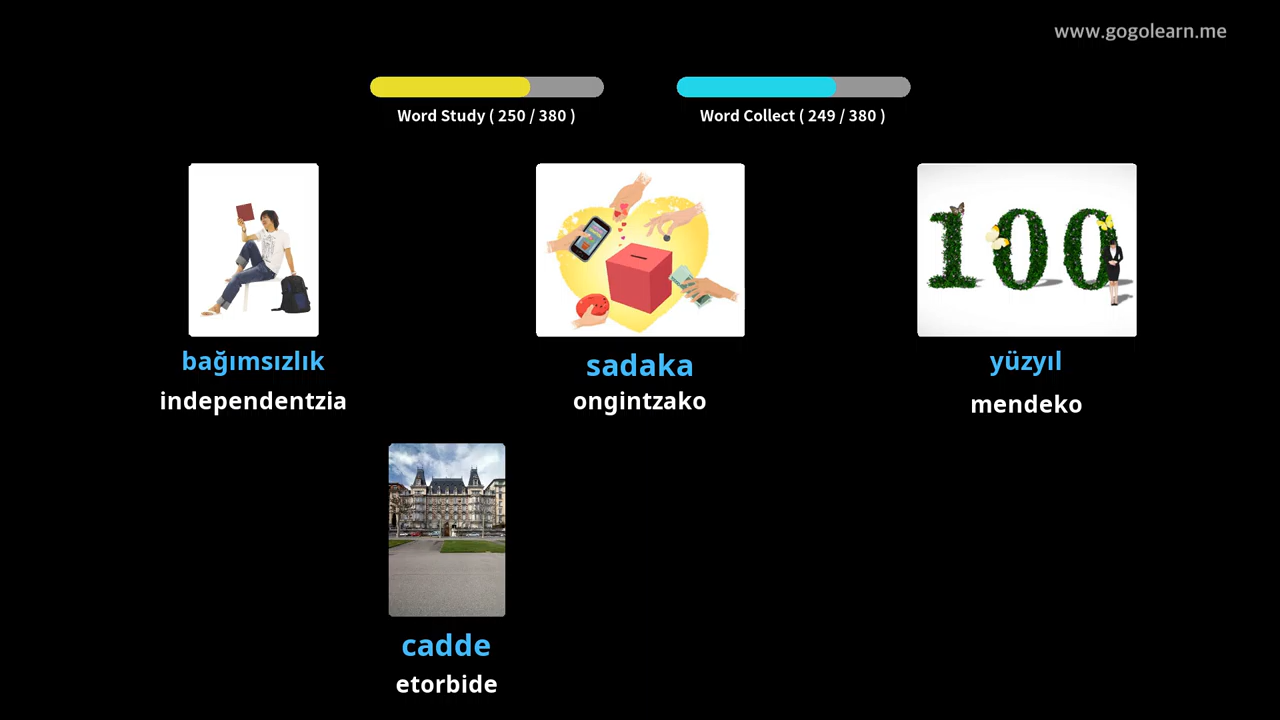 www.gogolearn.me
Word Study ( 250 / 380 )
Word Collect ( 249 / 380 )
bağımsızlık
independentzia
sadaka
ongintzako
yüzyıl
mendeko
cadde
etorbide